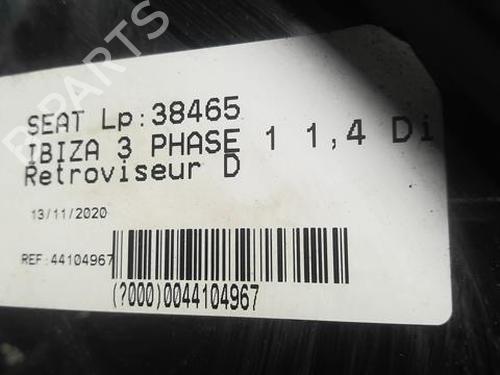 SEAT Lp:38465
IBIZA 3 PHASE 1 1,4 Di
Retroviseur D
13/11/2020
REF:44104967
(?000)0044104967